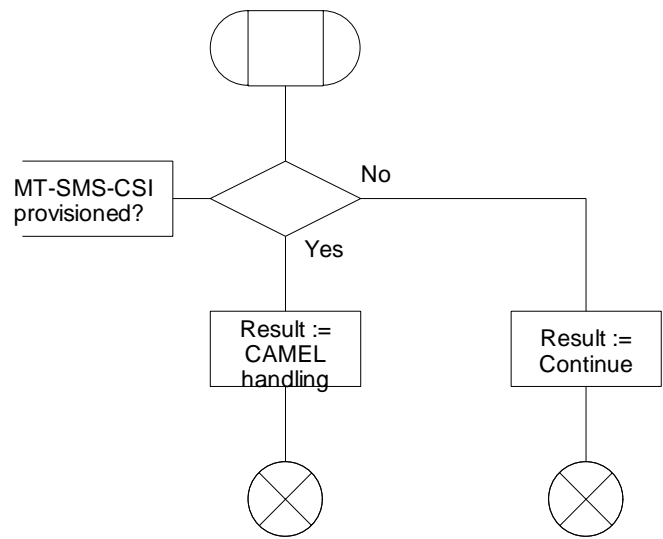 MT-SMS-CSI
provisioned?
No
Yes
Result :=
CAMEL
handling
Result :=
Continue